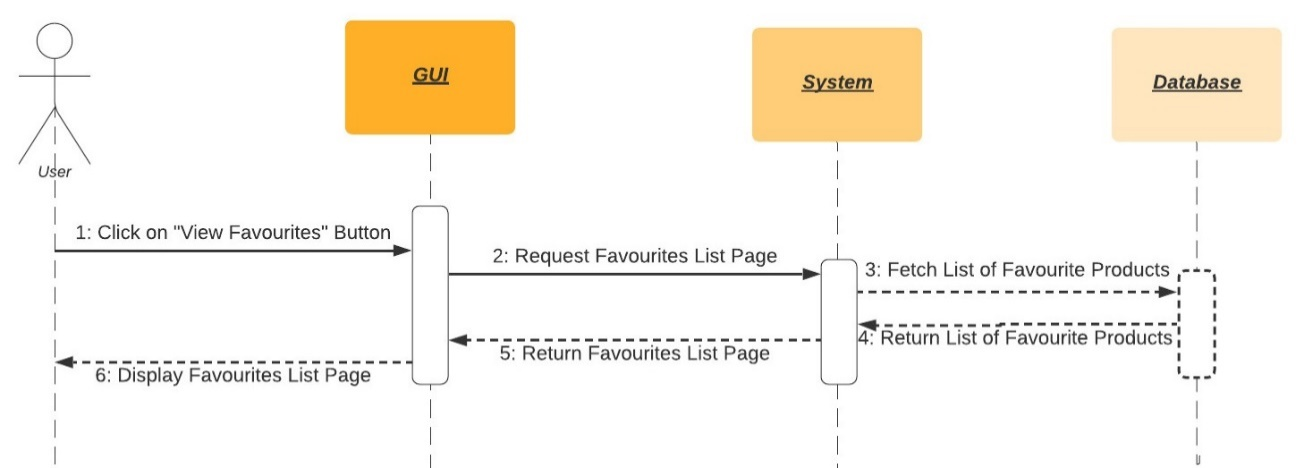 GUI
System
Database
User
1: Click on "View Favourites" Button
2: Request Favourites List Page
3: Fetch List of Favourite Products
4: Return List of Favourite Products
5: Return Favourites List Page
6: Display Favourites List Page